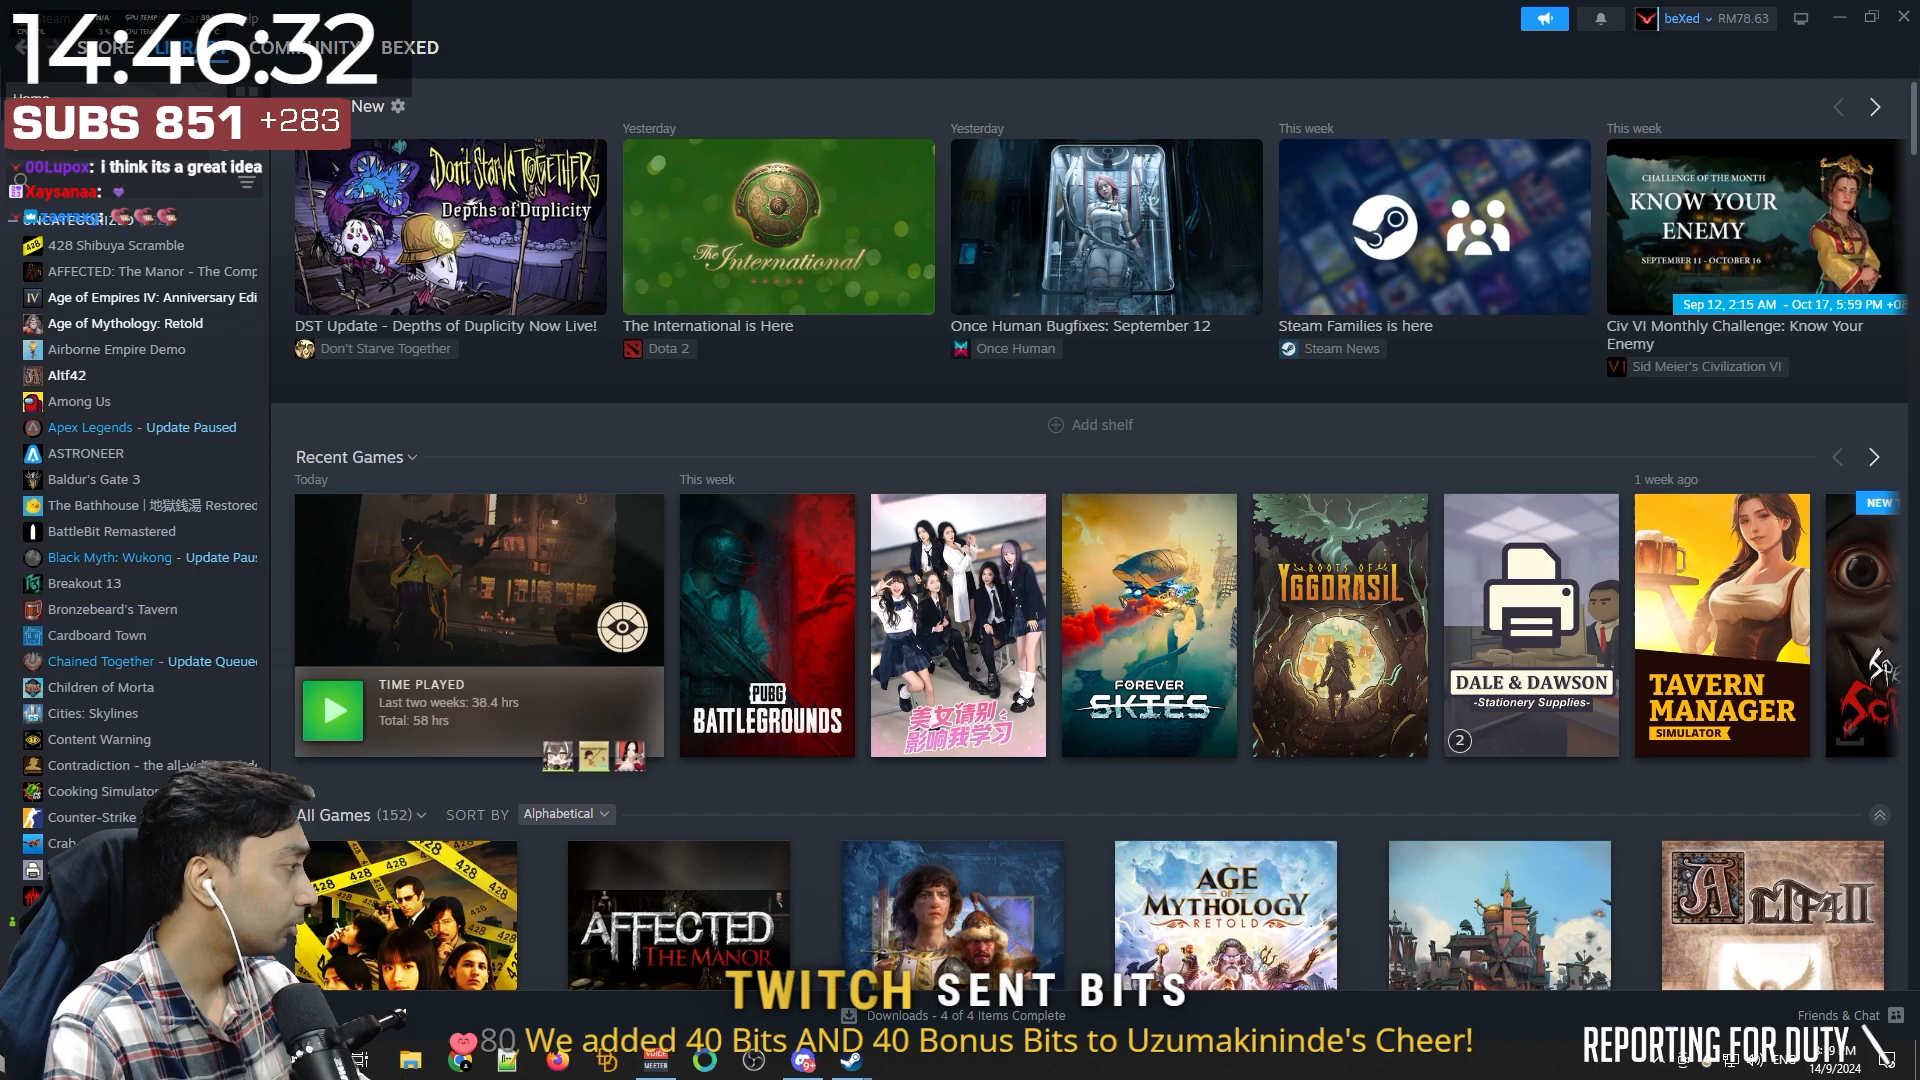 14:46:32
STORE
COMMUNITY
BEXED
beXed
RM78.63
SUBS 851 +283
New
00Lupox: i think its a great idea
Xaysanaa:
Yesterday
Yesterday
This week
This week
Don't Starve TOGETHER
Depths of Duplicity
The International
CHALLENGE OF THE MONTH
KNOW YOUR
ENEMY
SEPTEMBER 11 - OCTOBER 16
Sep 12, 2:15 AM - Oct 17, 5:59 PM +08
DST Update - Depths of Duplicity Now Live!
The International is Here
Once Human Bugfixes: September 12
Steam Families is here
Civ VI Monthly Challenge: Know Your
Enemy
Don't Starve Together
Dota 2
Once Human
Steam News
Sid Meier's Civilization VI
428 Shibuya Scramble
AFFECTED: The Manor - The Comp
Age of Empires IV: Anniversary Edi
Age of Mythology: Retold
Airborne Empire Demo
Altf42
Among Us
Apex Legends - Update Paused
ASTRONEER
Baldur's Gate 3
The Bathhouse | 地獄銭湯 Restored
BattleBit Remastered
Black Myth: Wukong - Update Paus
Breakout 13
Bronzebeard's Tavern
Cardboard Town
Chained Together - Update Queue
Children of Morta
Cities: Skylines
Content Warning
Contradiction - the all-vid
Cooking Simulator
Counter-Strike
Crab
Add shelf
Recent Games
Today
This week
1 week ago
TIME PLAYED
Last two weeks: 38.4 hrs
Total: 58 hrs
PUBG
BATTLEGROUNDS
美女请别
影响我学习
FOREVER
SKIES
ROOTS OF
YGGDRASIL
DALE & DAWSON
-Stationery Supplies-
2
TAVERN
MANAGER
SIMULATOR
NEW
All Games (152)
SORT BY
Alphabetical
428
AFFECTED
THE MANOR
AGE
OF
MYTHOLOGY
RETOLD
TWITCH SENT BITS
Downloads - 4 of 4 Items Complete
Friends & Chat
80 We added 40 Bits AND 40 Bonus Bits to Uzumakininde's Cheer!
REPORTING FOR DUTY
ENG
14/9/2024